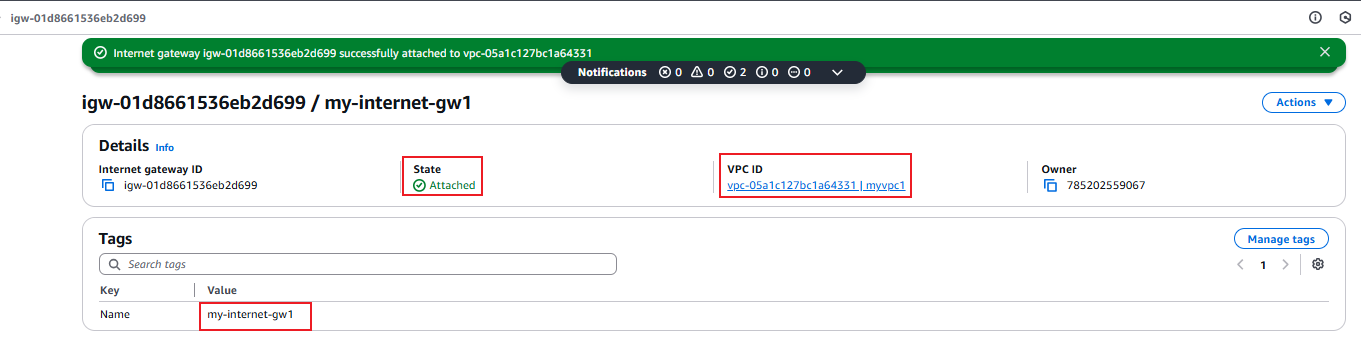 igw-01d8661536eb2d699
Internet gateway igw-01d8661536eb2d699 successfully attached to vpc-05a1c127bc1a64331
Notifications 0 0 2 0 0
igw-01d8661536eb2d699 / my-internet-gw1
Actions
Details Info
Internet gateway ID State VPC ID Owner
igw-01d8661536eb2d699 Attached vpc-05a1c127bc1a64331 | myvpc1 785202559067
Tags
Manage tags
Search tags
1
Key Value
Name my-internet-gw1